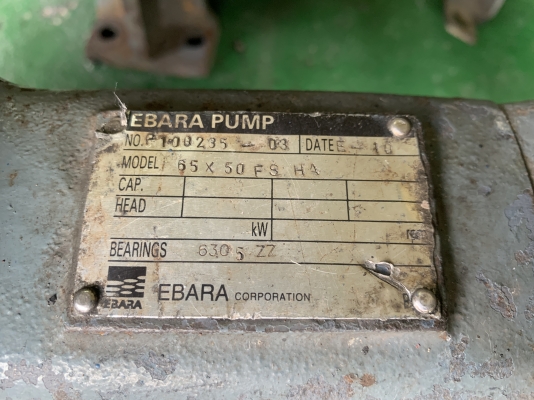 EBARA PUMP
NO. P100235 - 03 DATE E - 10
MODEL 65 X 50 FS HA
CAP.
HEAD
kW
BEARINGS 6305 ZZ
EBARA
EBARA CORPORATION